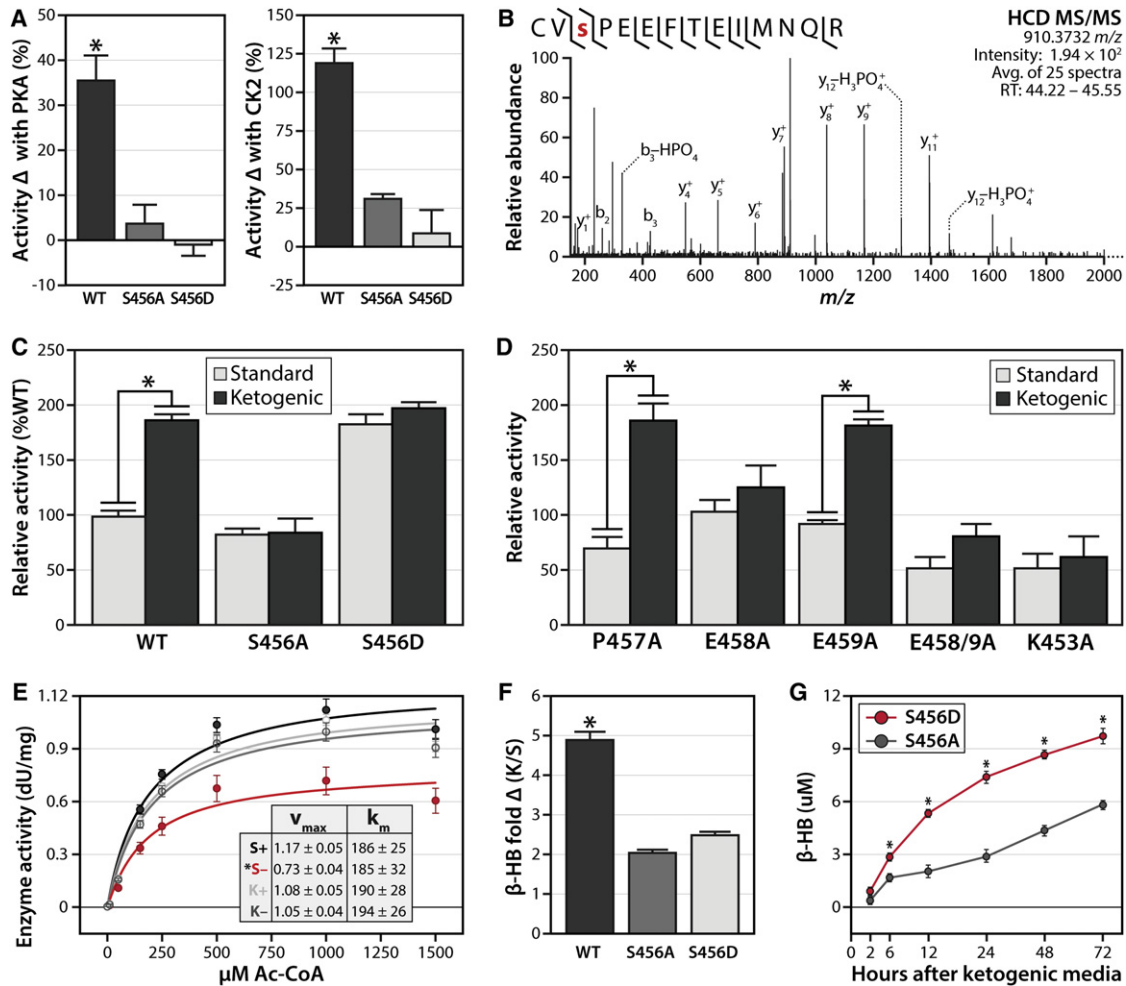 A
Activity Δ with PKA (%)
50
40
30
20
10
0
-10
*
WT S456A S456D
Activity Δ with CK2 (%)
150
125
100
75
50
25
0
-25
*
WT S456A S456D
B
C V s P E E F T E I I M N Q R
HCD MS/MS
910.3732 m/z
Intensity: 1.94 × 10²
Avg. of 25 spectra
RT: 44.22 – 45.55
Relative abundance
100
80
60
40
20
0
y₁⁺
b₂
b₃–HPO₄
b₃
y₄⁺
y₅⁺
y₆⁺
y₇⁺
y₈⁺
y₉⁺
y₁₂–H₃PO₄⁺
y₁₁⁺
y₁₂–H₃PO₄⁺
200 400 600 800 1000 1200 1400 1600 1800 2000
m/z
C
Relative activity (%WT)
250
200
150
100
50
0
*
Standard
Ketogenic
WT S456A S456D
D
Relative activity
250
200
150
100
50
0
*
*
Standard
Ketogenic
P457A E458A E459A E458/9A K453A
E
Enzyme activity (dU/mg)
1.12
0.9
0.6
0.3
0
vmax km
S+ 1.17 ± 0.05 186 ± 25
*S– 0.73 ± 0.04 185 ± 32
K+ 1.08 ± 0.05 190 ± 28
K– 1.05 ± 0.04 194 ± 26
0 250 500 750 1000 1250 1500
μM Ac-CoA
F
β-HB fold Δ (K/S)
6
5
4
3
2
1
0
*
WT S456A S456D
G
β-HB (uM)
12
9
6
3
0
S456D
S456A
* * * * *
0 2 6 12 24 48 72
Hours after ketogenic media